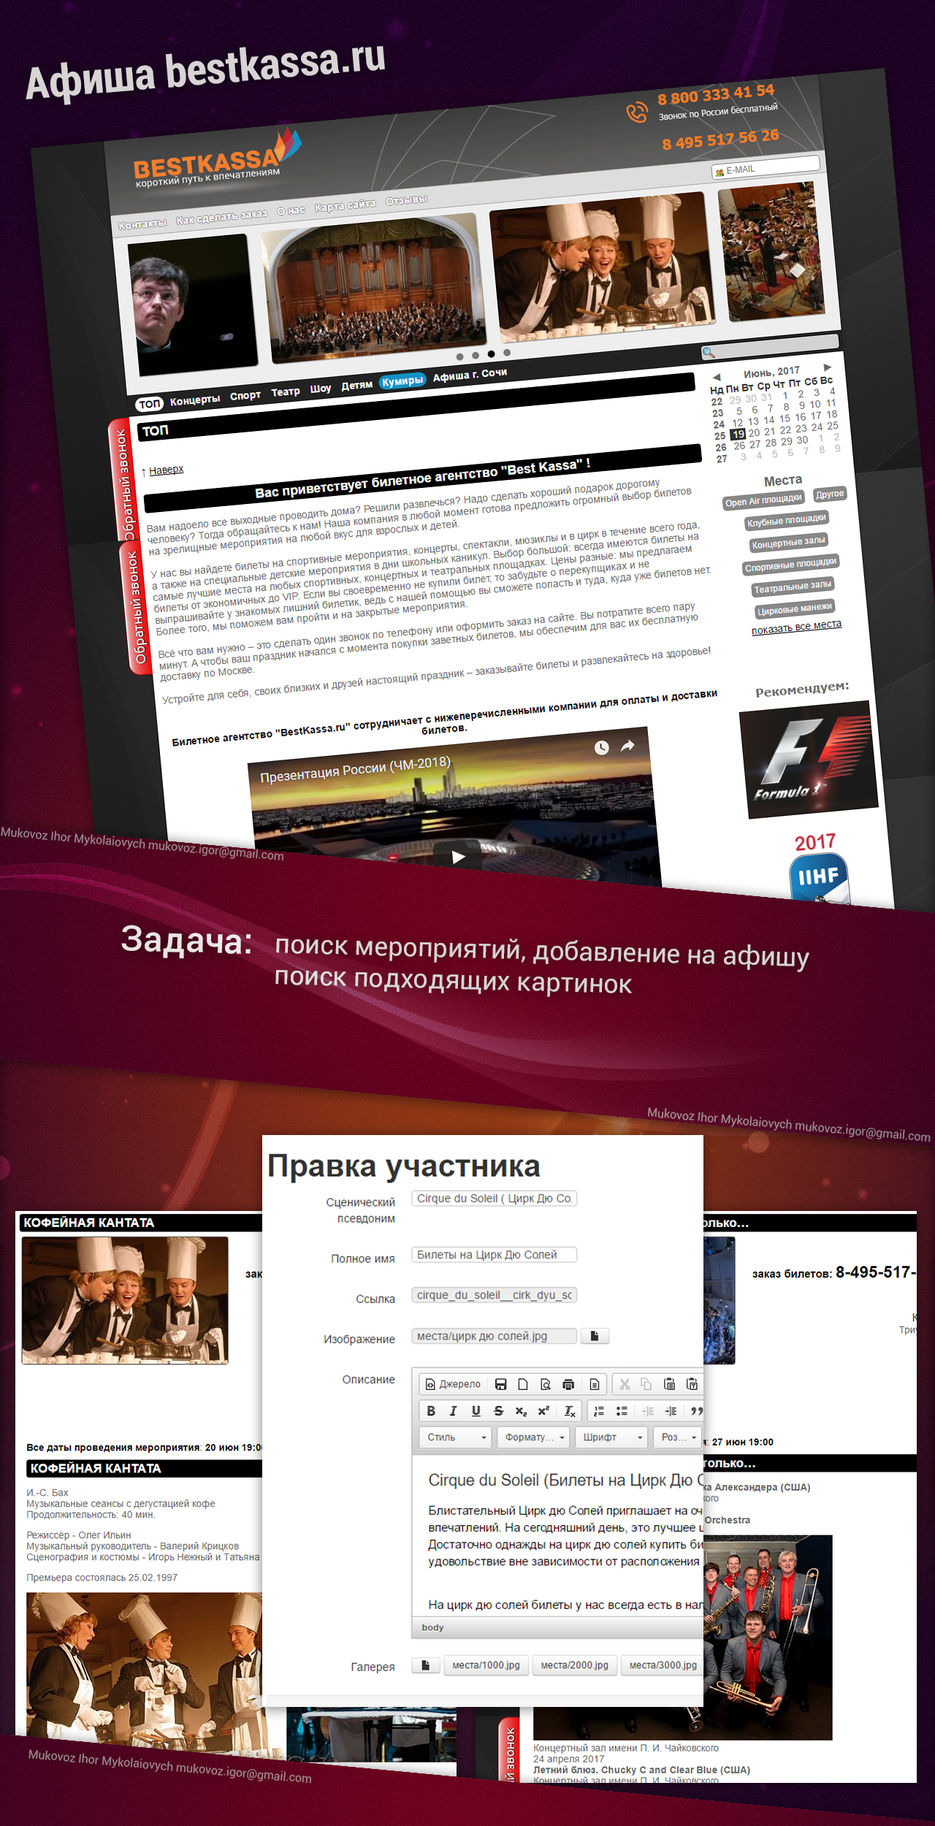 Афиша bestkassa.ru
8 800 333 41 54
Звонок по России бесплатный
8 495 517 56 26
BESTKASSA
короткий путь к впечатлениям
E-MAIL
Контакты Как сделать заказ О нас Карта сайта Отзывы
ТОП Концерты Спорт Театр Шоу Детям Кумиры Афиша г. Сочи
Обратный звонок
Обратный звонок
ТОП
↑ Наверх
Вас приветствует билетное агентство "Best Kassa" !
Вам надоело все выходные проводить дома? Решили развлечься? Надо сделать хороший подарок дорогому
человеку? Тогда обращайтесь к нам! Наша компания в любой момент готова предложить огромный выбор билетов
на зрелищные мероприятия на любой вкус для взрослых и детей.
У нас вы найдете билеты на спортивные мероприятия, концерты, спектакли, мюзиклы и в цирк в течение всего года,
а также на специальные детские мероприятия в дни школьных каникул. Выбор большой: всегда имеются билеты на
самые лучшие места на любых спортивных, концертных и театральных площадках. Цены разные: мы предлагаем
билеты от экономичных до VIP. Если вы своевременно не купили билет, то забудьте о перекупщиках и не
выпрашивайте у знакомых лишний билетик, ведь с нашей помощью вы сможете попасть и туда, куда уже билетов нет.
Более того, мы поможем вам пройти и на закрытые мероприятия.
Всё что вам нужно – это сделать один звонок по телефону или оформить заказ на сайте. Вы потратите всего пару
минут. А чтобы ваш праздник начался с момента покупки заветных билетов, мы обеспечим для вас их бесплатную
доставку по Москве.
Устройте для себя, своих близких и друзей настоящий праздник – заказывайте билеты и развлекайтесь на здоровье!
Билетное агентство "BestKassa.ru" сотрудничает с нижеперечисленными компании для оплаты и доставки
билетов.
Презентация России (ЧМ-2018)
Июнь, 2017
Нд Пн Вт Ср Чт Пт Сб Вс
22 29 30 31 1 2 3 4
23 5 6 7 8 9 10 11
24 12 13 14 15 16 17 18
25 19 20 21 22 23 24 25
26 26 27 28 29 30 1 2
27 3 4 5 6 7 8 9
Места
Open Air площадки Другое
Клубные площадки
Концертные залы
Спортивные площадки
Театральные залы
Цирковые манежи
показать все места
Рекомендуем:
F1
Formula 1
2017
IIHF
Mukovoz Ihor Mykolaiovych mukovoz.igor@gmail.com
Задача: поиск мероприятий, добавление на афишу
поиск подходящих картинок
Mukovoz Ihor Mykolaiovych mukovoz.igor@gmail.com
Правка участника
Сценический
псевдоним
Cirque du Soleil ( Цирк Дю Со
Полное имя
Билеты на Цирк Дю Солей
Ссылка
cirque_du_soleil__cirk_dyu_sc
Изображение
места/цирк дю солей.jpg
Описание
Джерело
Стиль Формату... Шрифт Роз...
Cirque du Soleil (Билеты на Цирк Дю С
Блистательный Цирк дю Солей приглашает на оч
впечатлений. На сегодняшний день, это лучшее ц
Достаточно однажды на цирк дю солей купить би
удовольствие вне зависимости от расположения
На цирк дю солей билеты у нас всегда есть в нал
body
Галерея
места/1000.jpg места/2000.jpg места/3000.jpg
КОФЕЙНАЯ КАНТАТА
зак
Все даты проведения мероприятия: 20 июн 19:00
КОФЕЙНАЯ КАНТАТА
И.-С. Бах
Музыкальные сеансы с дегустацией кофе
Продолжительность: 40 мин.
Режиссёр - Олег Ильин
Музыкальный руководитель - Валерий Крицков
Сценография и костюмы - Игорь Нежный и Татьяна
Премьера состоялась 25.02.1997
олько...
заказ билетов: 8-495-517-
К
Триу
я: 27 июн 19:00
голько...
ка Александера (США)
ского
Orchestra
Концертный зал имени П. И. Чайковского
24 апреля 2017
Летний блюз. Chucky C and Clear Blue (США)
Концертный зал имени П. И. Чайковского
й звонок
Mukovoz Ihor Mykolaiovych mukovoz.igor@gmail.com